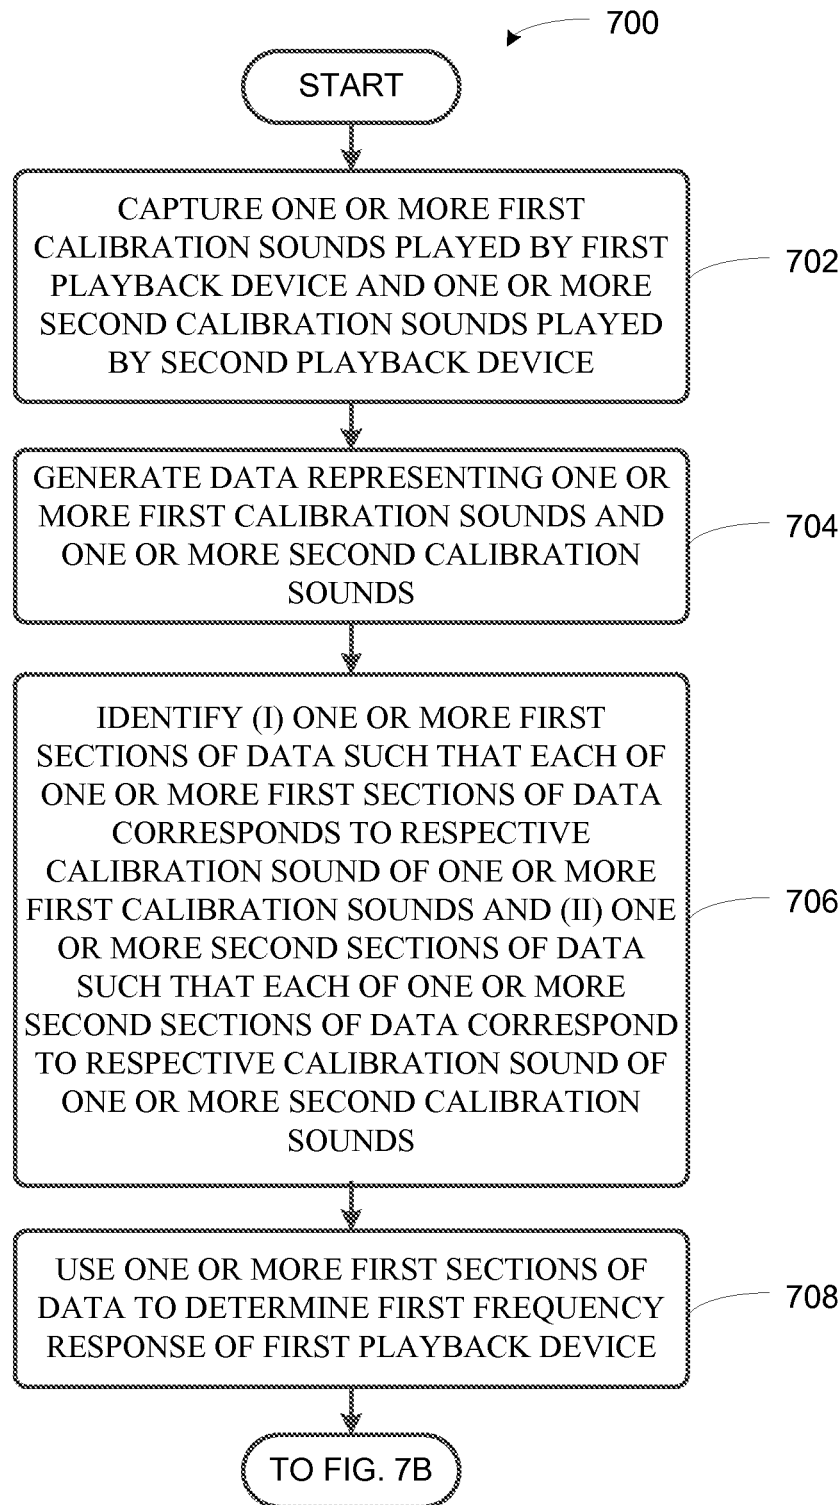 700
START
CAPTURE ONE OR MORE FIRST
CALIBRATION SOUNDS PLAYED BY FIRST
PLAYBACK DEVICE AND ONE OR MORE
SECOND CALIBRATION SOUNDS PLAYED
BY SECOND PLAYBACK DEVICE
702
GENERATE DATA REPRESENTING ONE OR
MORE FIRST CALIBRATION SOUNDS AND
ONE OR MORE SECOND CALIBRATION
SOUNDS
704
IDENTIFY (I) ONE OR MORE FIRST
SECTIONS OF DATA SUCH THAT EACH OF
ONE OR MORE FIRST SECTIONS OF DATA
CORRESPONDS TO RESPECTIVE
CALIBRATION SOUND OF ONE OR MORE
FIRST CALIBRATION SOUNDS AND (II) ONE
OR MORE SECOND SECTIONS OF DATA
SUCH THAT EACH OF ONE OR MORE
SECOND SECTIONS OF DATA CORRESPOND
TO RESPECTIVE CALIBRATION SOUND OF
ONE OR MORE SECOND CALIBRATION
SOUNDS
706
USE ONE OR MORE FIRST SECTIONS OF
DATA TO DETERMINE FIRST FREQUENCY
RESPONSE OF FIRST PLAYBACK DEVICE
708
TO FIG. 7B